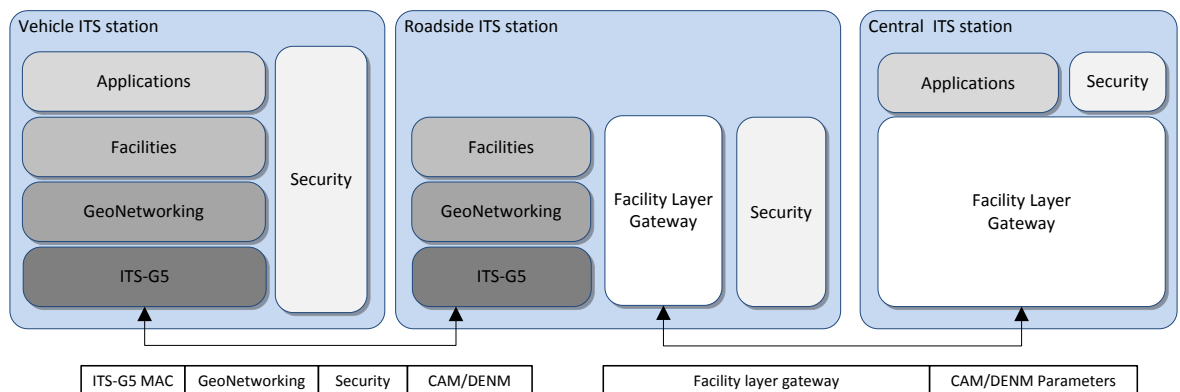 Vehicle ITS station
Applications
Facilities
GeoNetworking
ITS-G5
Security
Roadside ITS station
Facilities
GeoNetworking
ITS-G5
Facility Layer
Gateway
Security
Central ITS station
Applications
Security
Facility Layer
Gateway
ITS-G5 MAC GeoNetworking Security CAM/DENM
Facility layer gateway CAM/DENM Parameters